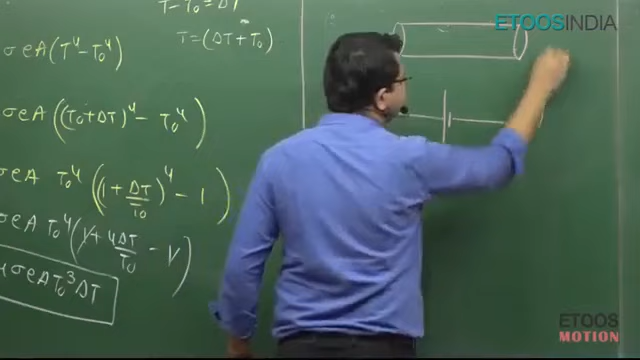 T - T₀ = ΔT
T = (ΔT + T₀)
σeA(T⁴ - T₀⁴)
σeA((T₀+ΔT)⁴ - T₀⁴)
σeA T₀⁴((1 + ΔT/T₀)⁴ - 1)
σeA T₀⁴(1 + 4ΔT/T₀ - 1)
4σeAT₀³ΔT
ETOOSINDIA
ETOOS
MOTION